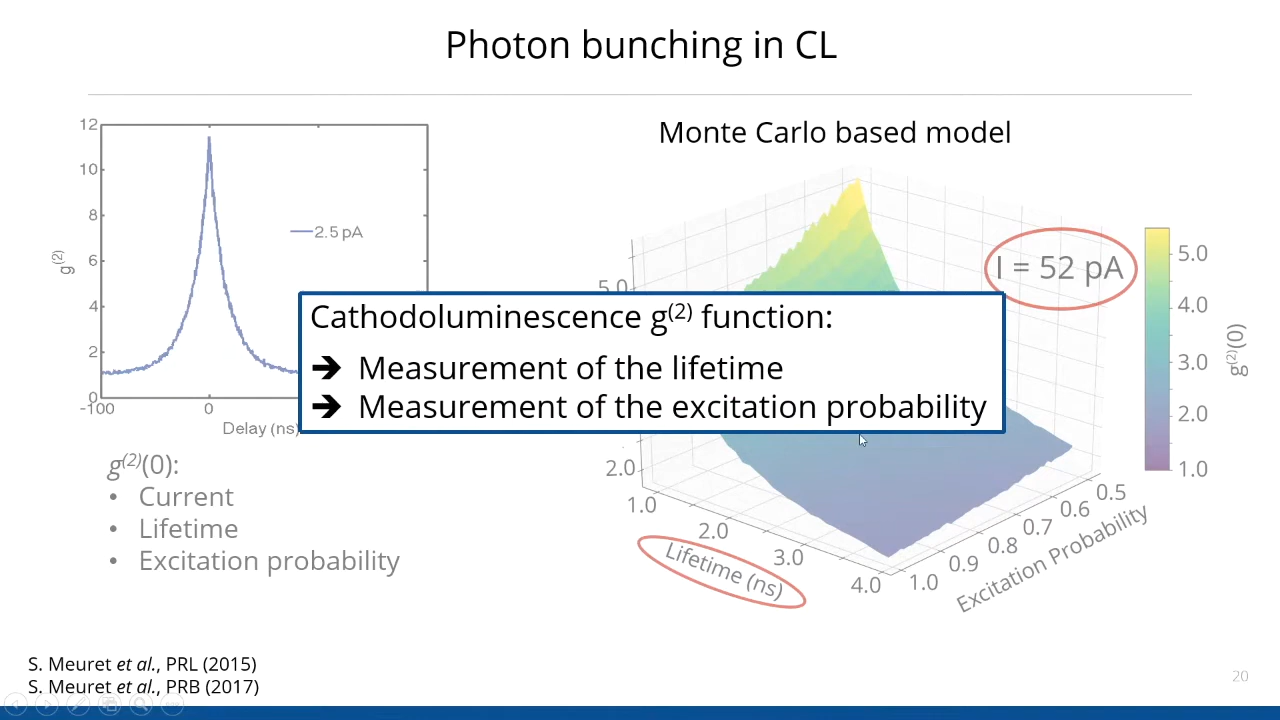 Photon bunching in CL
12
10
8
6
4
2
0
g(2)
2.5 pA
-100
0
Delay (ns)
Monte Carlo based model
I = 52 pA
5.0
2.0
1.0
2.0
3.0
4.0
Lifetime (ns)
1.0
0.9
0.8
0.7
0.6
0.5
Excitation Probability
5.0
4.0
3.0
2.0
1.0
g(2)(0)
Cathodoluminescence g(2) function:
➔ Measurement of the lifetime
➔ Measurement of the excitation probability
g(2)(0):
• Current
• Lifetime
• Excitation probability
S. Meuret et al., PRL (2015)
S. Meuret et al., PRB (2017)
20